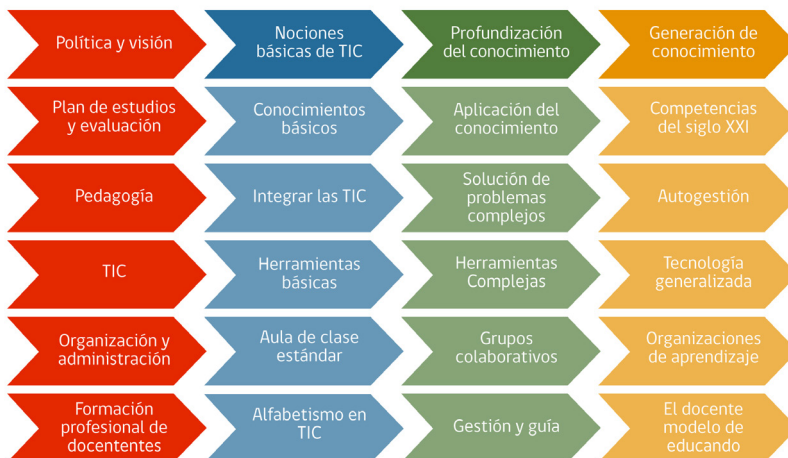 Política y visión
Nociones
básicas de TIC
Profundización
del conocimiento
Generación de
conocimiento
Plan de estudios
y evaluación
Conocimientos
básicos
Aplicación del
conocimiento
Competencias
del siglo XXI
Pedagogía
Integrar las TIC
Solución de
problemas
complejos
Autogestión
TIC
Herramientas
básicas
Herramientas
Complejas
Tecnología
generalizada
Organización y
administración
Aula de clase
estándar
Grupos
colaborativos
Organizaciones
de aprendizaje
Formación
profesional de
docententes
Alfabetismo en
TIC
Gestión y guía
El docente
modelo de
educando